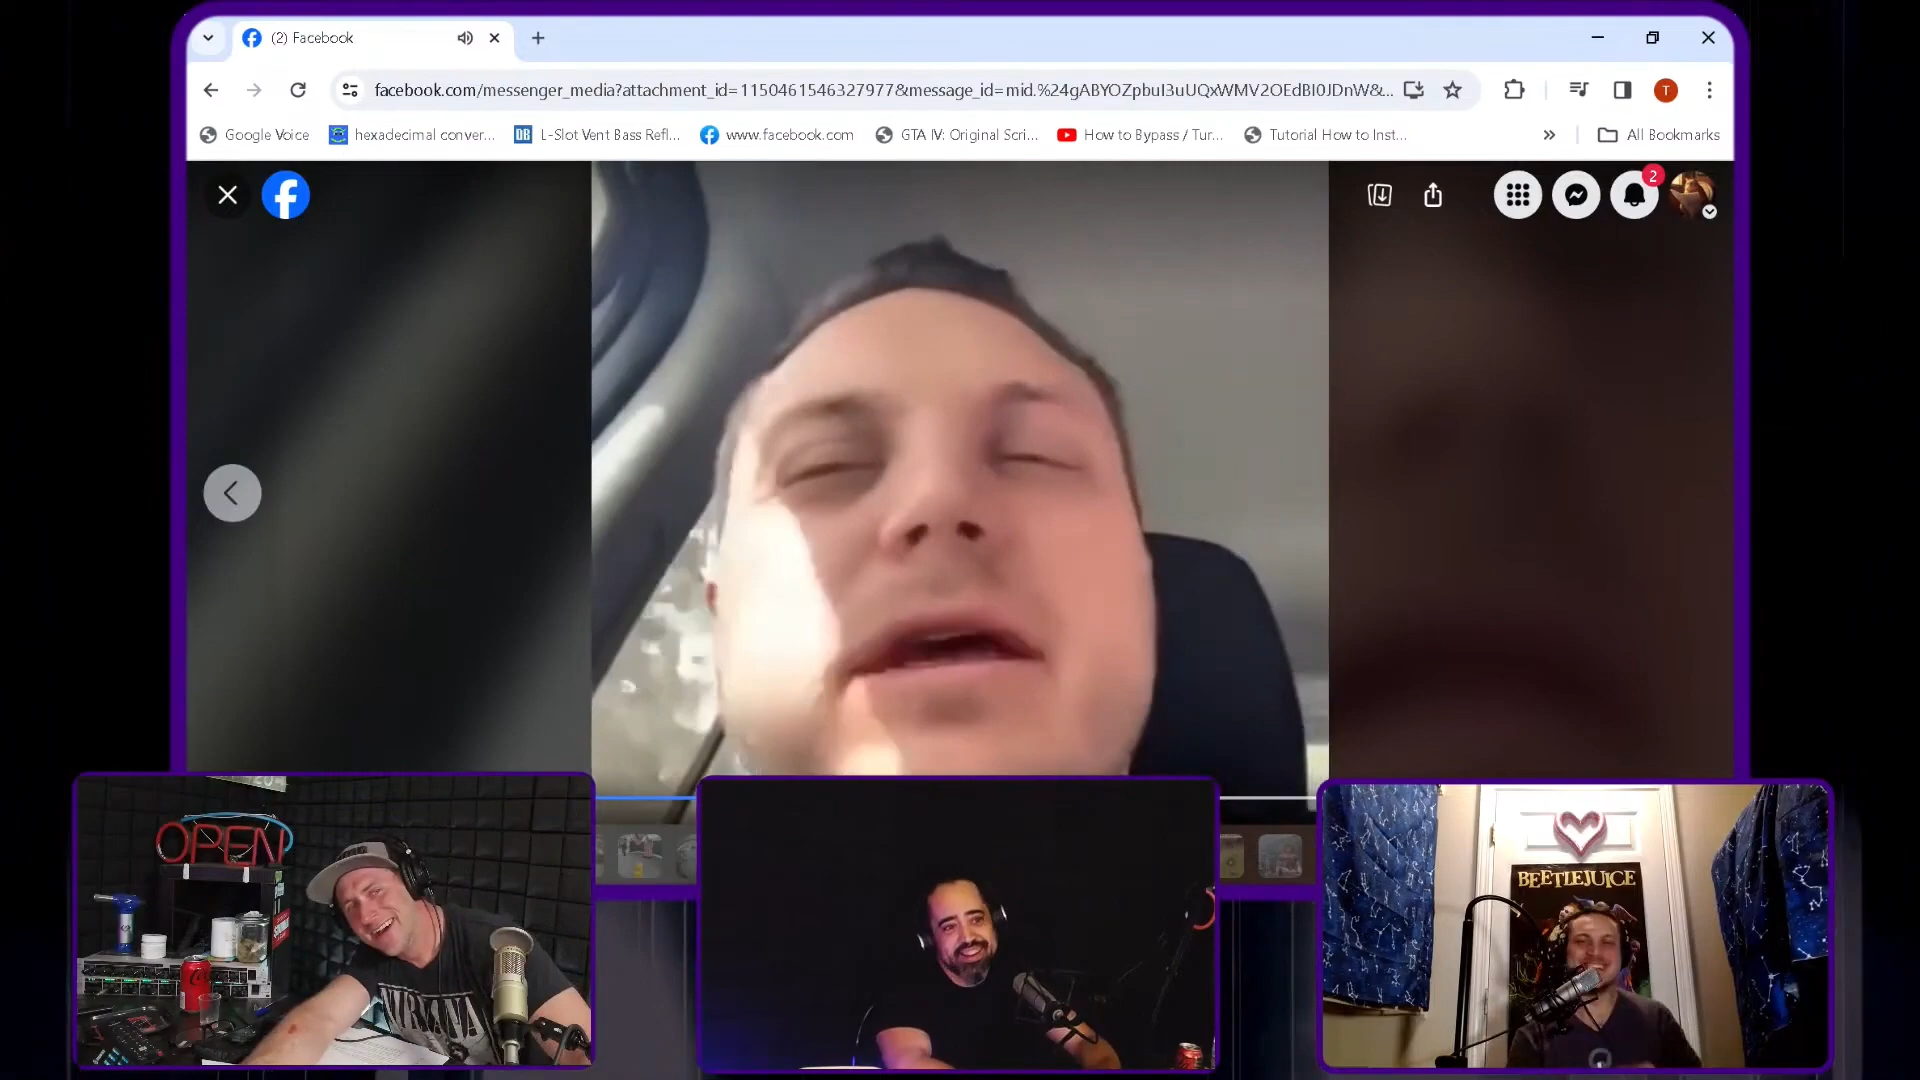 (2) Facebook
facebook.com/messenger_media?attachment_id=1150461546327977&message_id=mid.%24gABYOZpbuI3uUQxWMV2OEdBI0JDnW&...
T
Google Voice
hexadecimal conver...
DB
L-Slot Vent Bass Refl...
www.facebook.com
GTA IV: Original Scri...
How to Bypass / Tur...
Tutorial How to Inst...
All Bookmarks
2
OPEN
NIRVANA
BEETLEJUICE